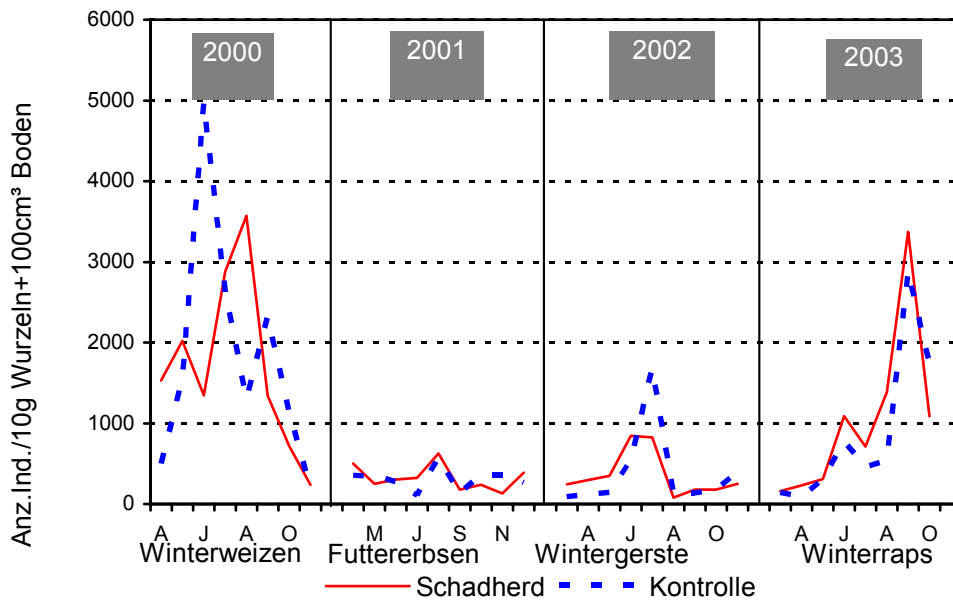 Anz.Ind./10g Wurzeln+100cm³ Boden
6000
5000
4000
3000
2000
1000
0
2000
2001
2002
2003
A J A O M J S N A J A O A J A O
Winterweizen Futtererbsen Wintergerste Winterraps
Schadherd Kontrolle